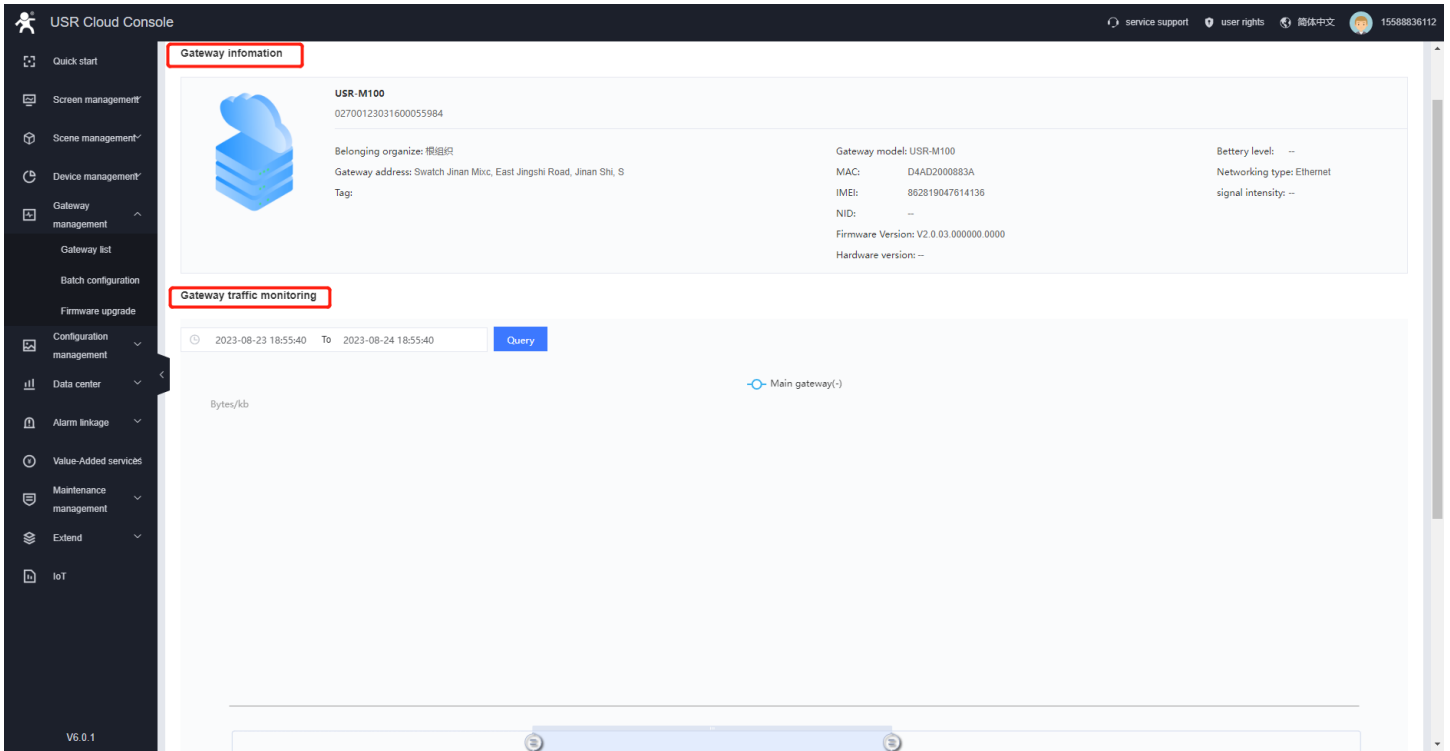 USR Cloud Console
service support
user rights
简体中文
15588836112
Quick start
Screen management
Scene management
Device management
Gateway
management
Gateway list
Batch configuration
Firmware upgrade
Configuration
management
Data center
Alarm linkage
Value-Added services
Maintenance
management
Extend
IoT
V6.0.1
Gateway infomation
USR-M100
02700123031600055984
Belonging organize: 根组织
Gateway address: Swatch Jinan Mixc, East Jingshi Road, Jinan Shi, S
Tag:
Gateway model: USR-M100
MAC: D4AD2000883A
IMEI: 862819047614136
NID: --
Firmware Version: V2.0.03.000000.0000
Hardware version: --
Bettery level: --
Networking type: Ethernet
signal intensity: --
Gateway traffic monitoring
2023-08-23 18:55:40 To 2023-08-24 18:55:40
Query
Main gateway(-)
Bytes/kb